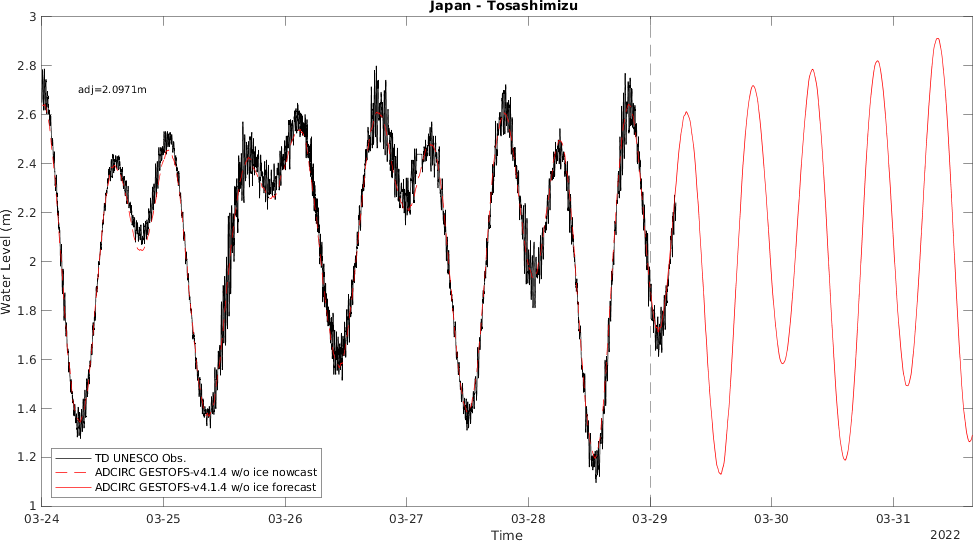 Japan - Tosashimizu
adj=2.0971m
Water Level (m)
3
2.8
2.6
2.4
2.2
2
1.8
1.6
1.4
1.2
1
TD UNESCO Obs.
ADCIRC GESTOFS-v4.1.4 w/o ice nowcast
ADCIRC GESTOFS-v4.1.4 w/o ice forecast
03-24 03-25 03-26 03-27 03-28 03-29 03-30 03-31
Time
2022